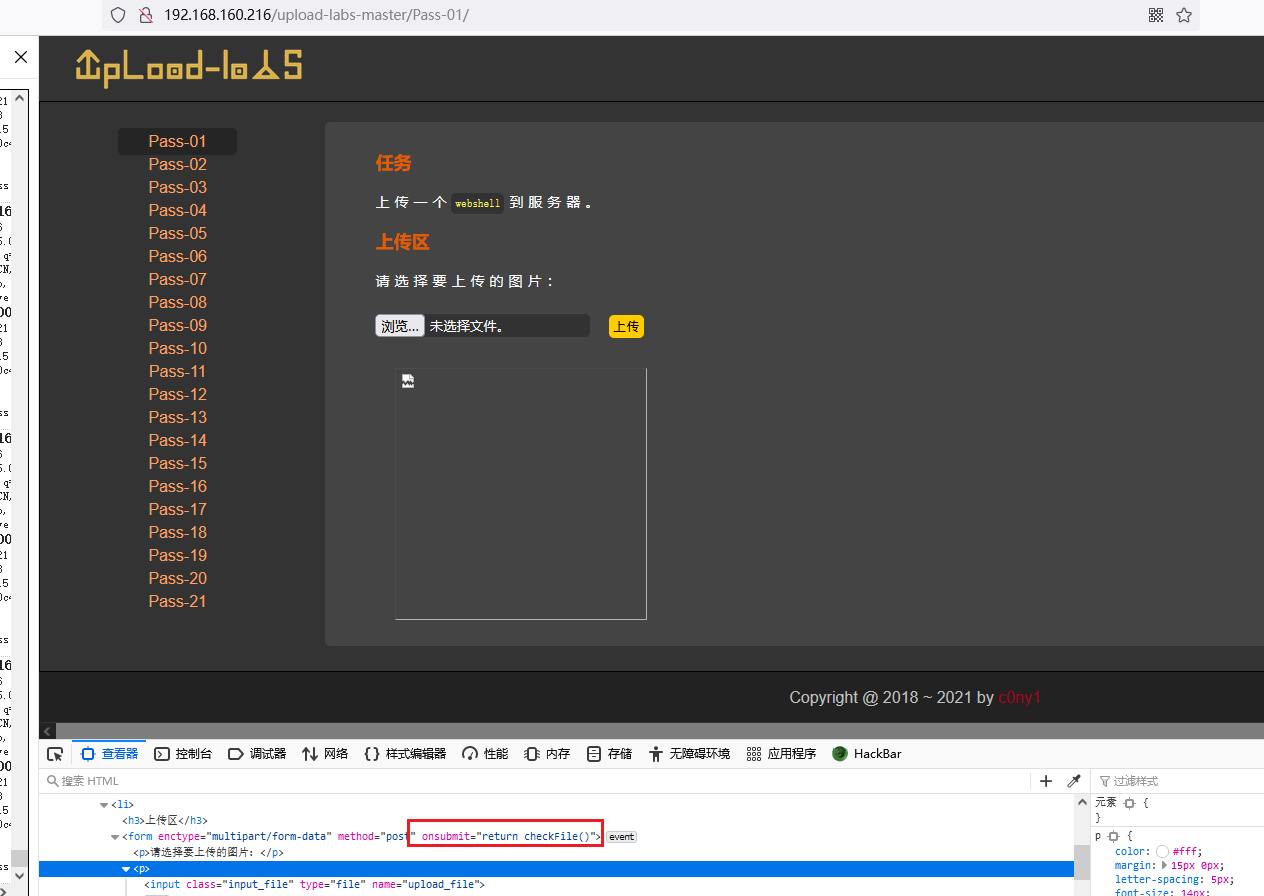 192.168.160.216/upload-labs-master/Pass-01/
UpLoad-labS
Pass-01
Pass-02
Pass-03
Pass-04
Pass-05
Pass-06
Pass-07
Pass-08
Pass-09
Pass-10
Pass-11
Pass-12
Pass-13
Pass-14
Pass-15
Pass-16
Pass-17
Pass-18
Pass-19
Pass-20
Pass-21
任务
上传一个 webshell 到服务器。
上传区
请选择要上传的图片:
浏览... 未选择文件。 上传
Copyright @ 2018 ~ 2021 by c0ny1
查看器 控制台 调试器 网络 {} 样式编辑器 性能 内存 存储 无障碍环境 应用程序 HackBar
搜索 HTML
<li>
<h3>上传区</h3>
<form enctype="multipart/form-data" method="post" onsubmit="return checkFile()"> event
<p>请选择要上传的图片: </p>
<p>
<input class="input_file" type="file" name="upload_file">
过滤样式
元素 {
}
p {
color: #fff;
margin: 15px 0px;
letter-spacing: 5px;
font-size: 14px;